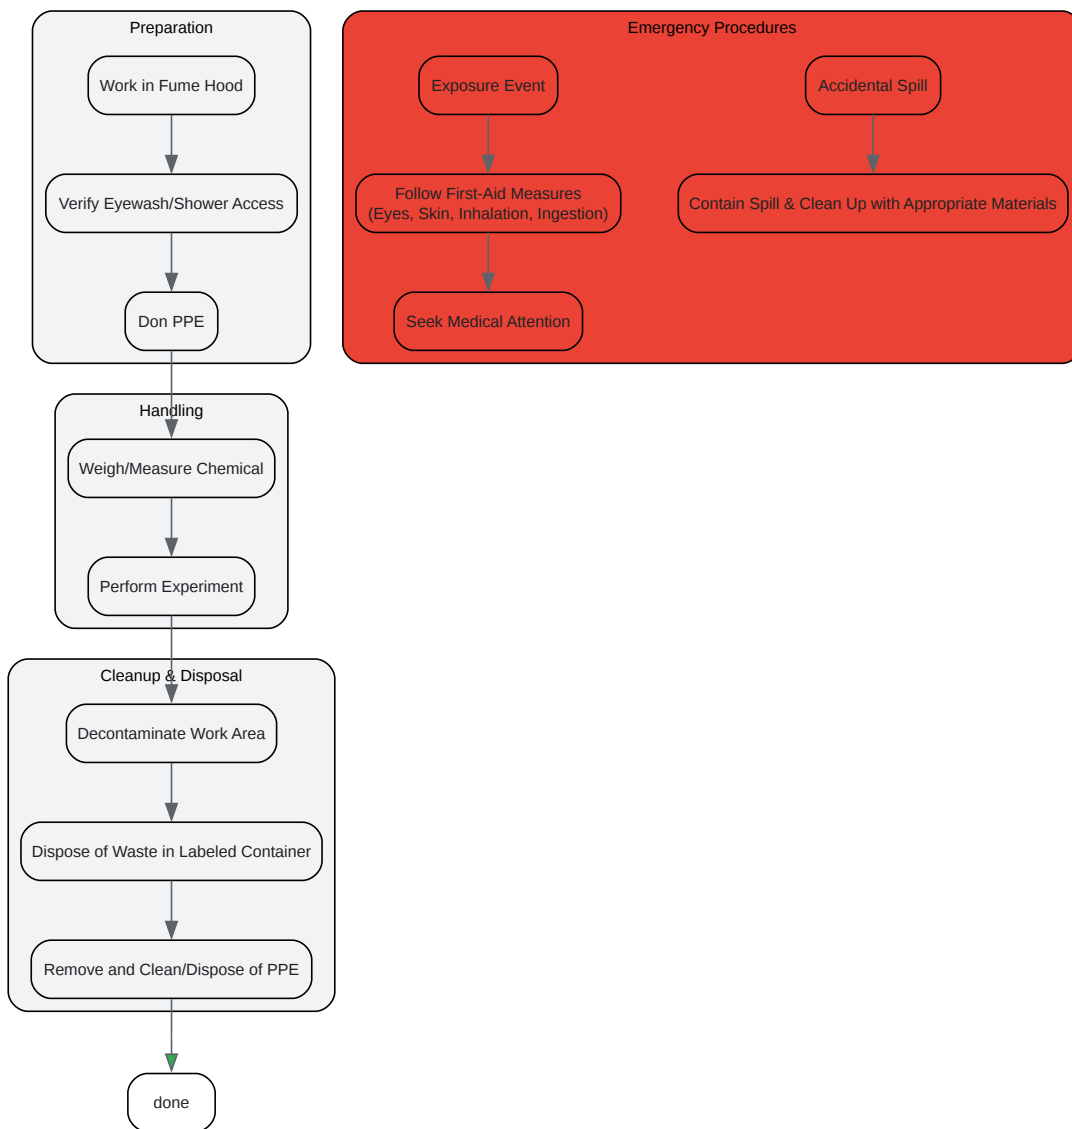 Preparation
Work in Fume Hood
Verify Eyewash/Shower Access
Don PPE
Emergency Procedures
Exposure Event
Follow First-Aid Measures
(Eyes, Skin, Inhalation, Ingestion)
Seek Medical Attention
Accidental Spill
Contain Spill & Clean Up with Appropriate Materials
Handling
Weigh/Measure Chemical
Perform Experiment
Cleanup & Disposal
Decontaminate Work Area
Dispose of Waste in Labeled Container
Remove and Clean/Dispose of PPE
done